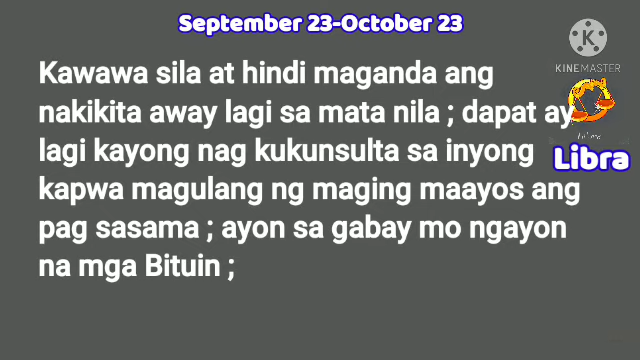 September 23-October 23
KINEMASTER
Kawawa sila at hindi maganda ang
nakikita away lagi sa mata nila ; dapat ay
lagi kayong nag kukunsulta sa inyong
Libra
kapwa magulang ng maging maayos ang
pag sasama ; ayon sa gabay mo ngayon
na mga Bituin ;